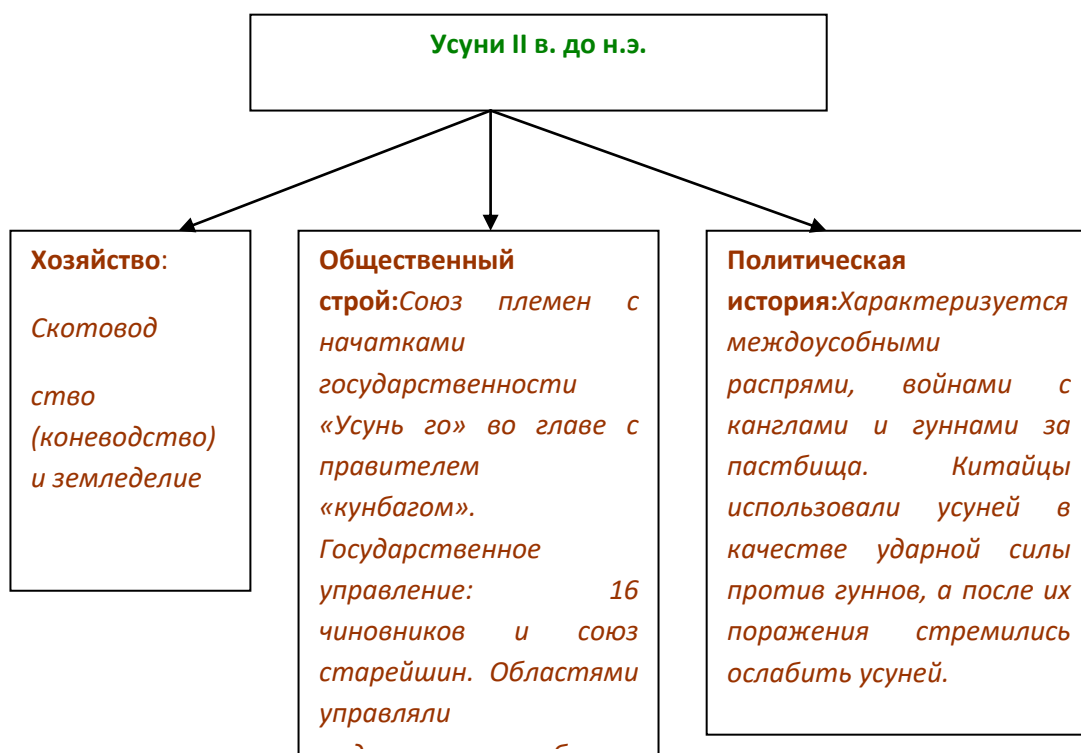 Усуни II в. до н.э.
Хозяйство:
Скотовод
ство
(коневодство)
и земледелие
Общественный
строй:Союз племен с
начатками
государственности
«Усунь го» во главе с
правителем
«кунбагом».
Государственное
управление: 16
чиновников и союз
старейшин. Областями
управляли
Политическая
история:Характеризуется
междоусобными
распрями, войнами с
канглами и гуннами за
пастбища. Китайцы
использовали усуней в
качестве ударной силы
против гуннов, а после их
поражения стремились
ослабить усуней.